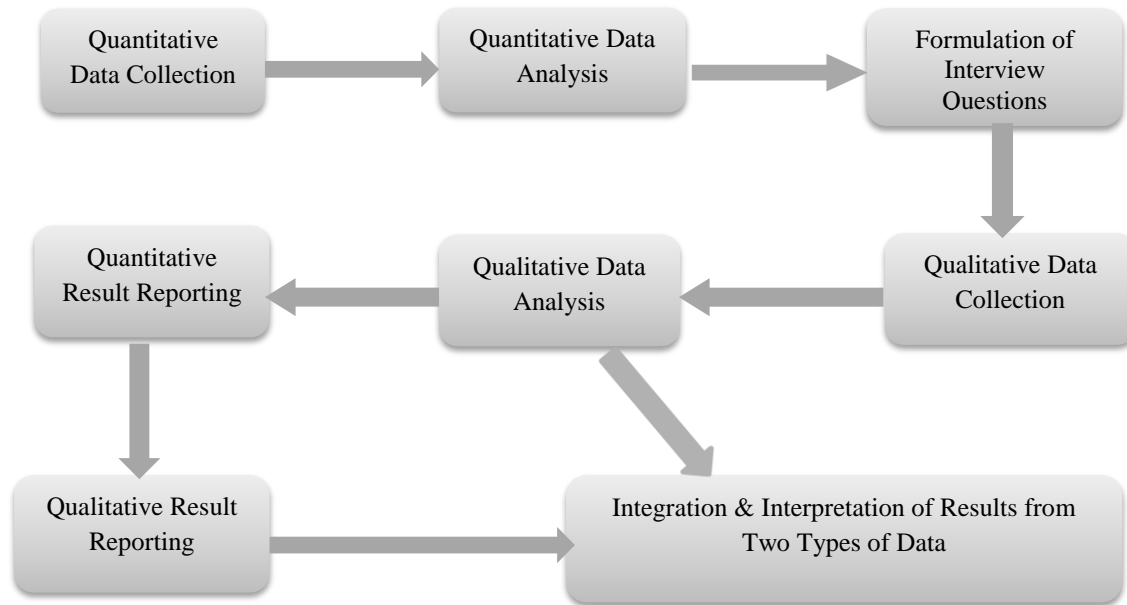 Quantitative
Data Collection
Quantitative Data
Analysis
Formulation of
Interview
Ouestions
Qualitative Data
Collection
Qualitative Data
Analysis
Quantitative
Result Reporting
Qualitative Result
Reporting
Integration & Interpretation of Results from
Two Types of Data